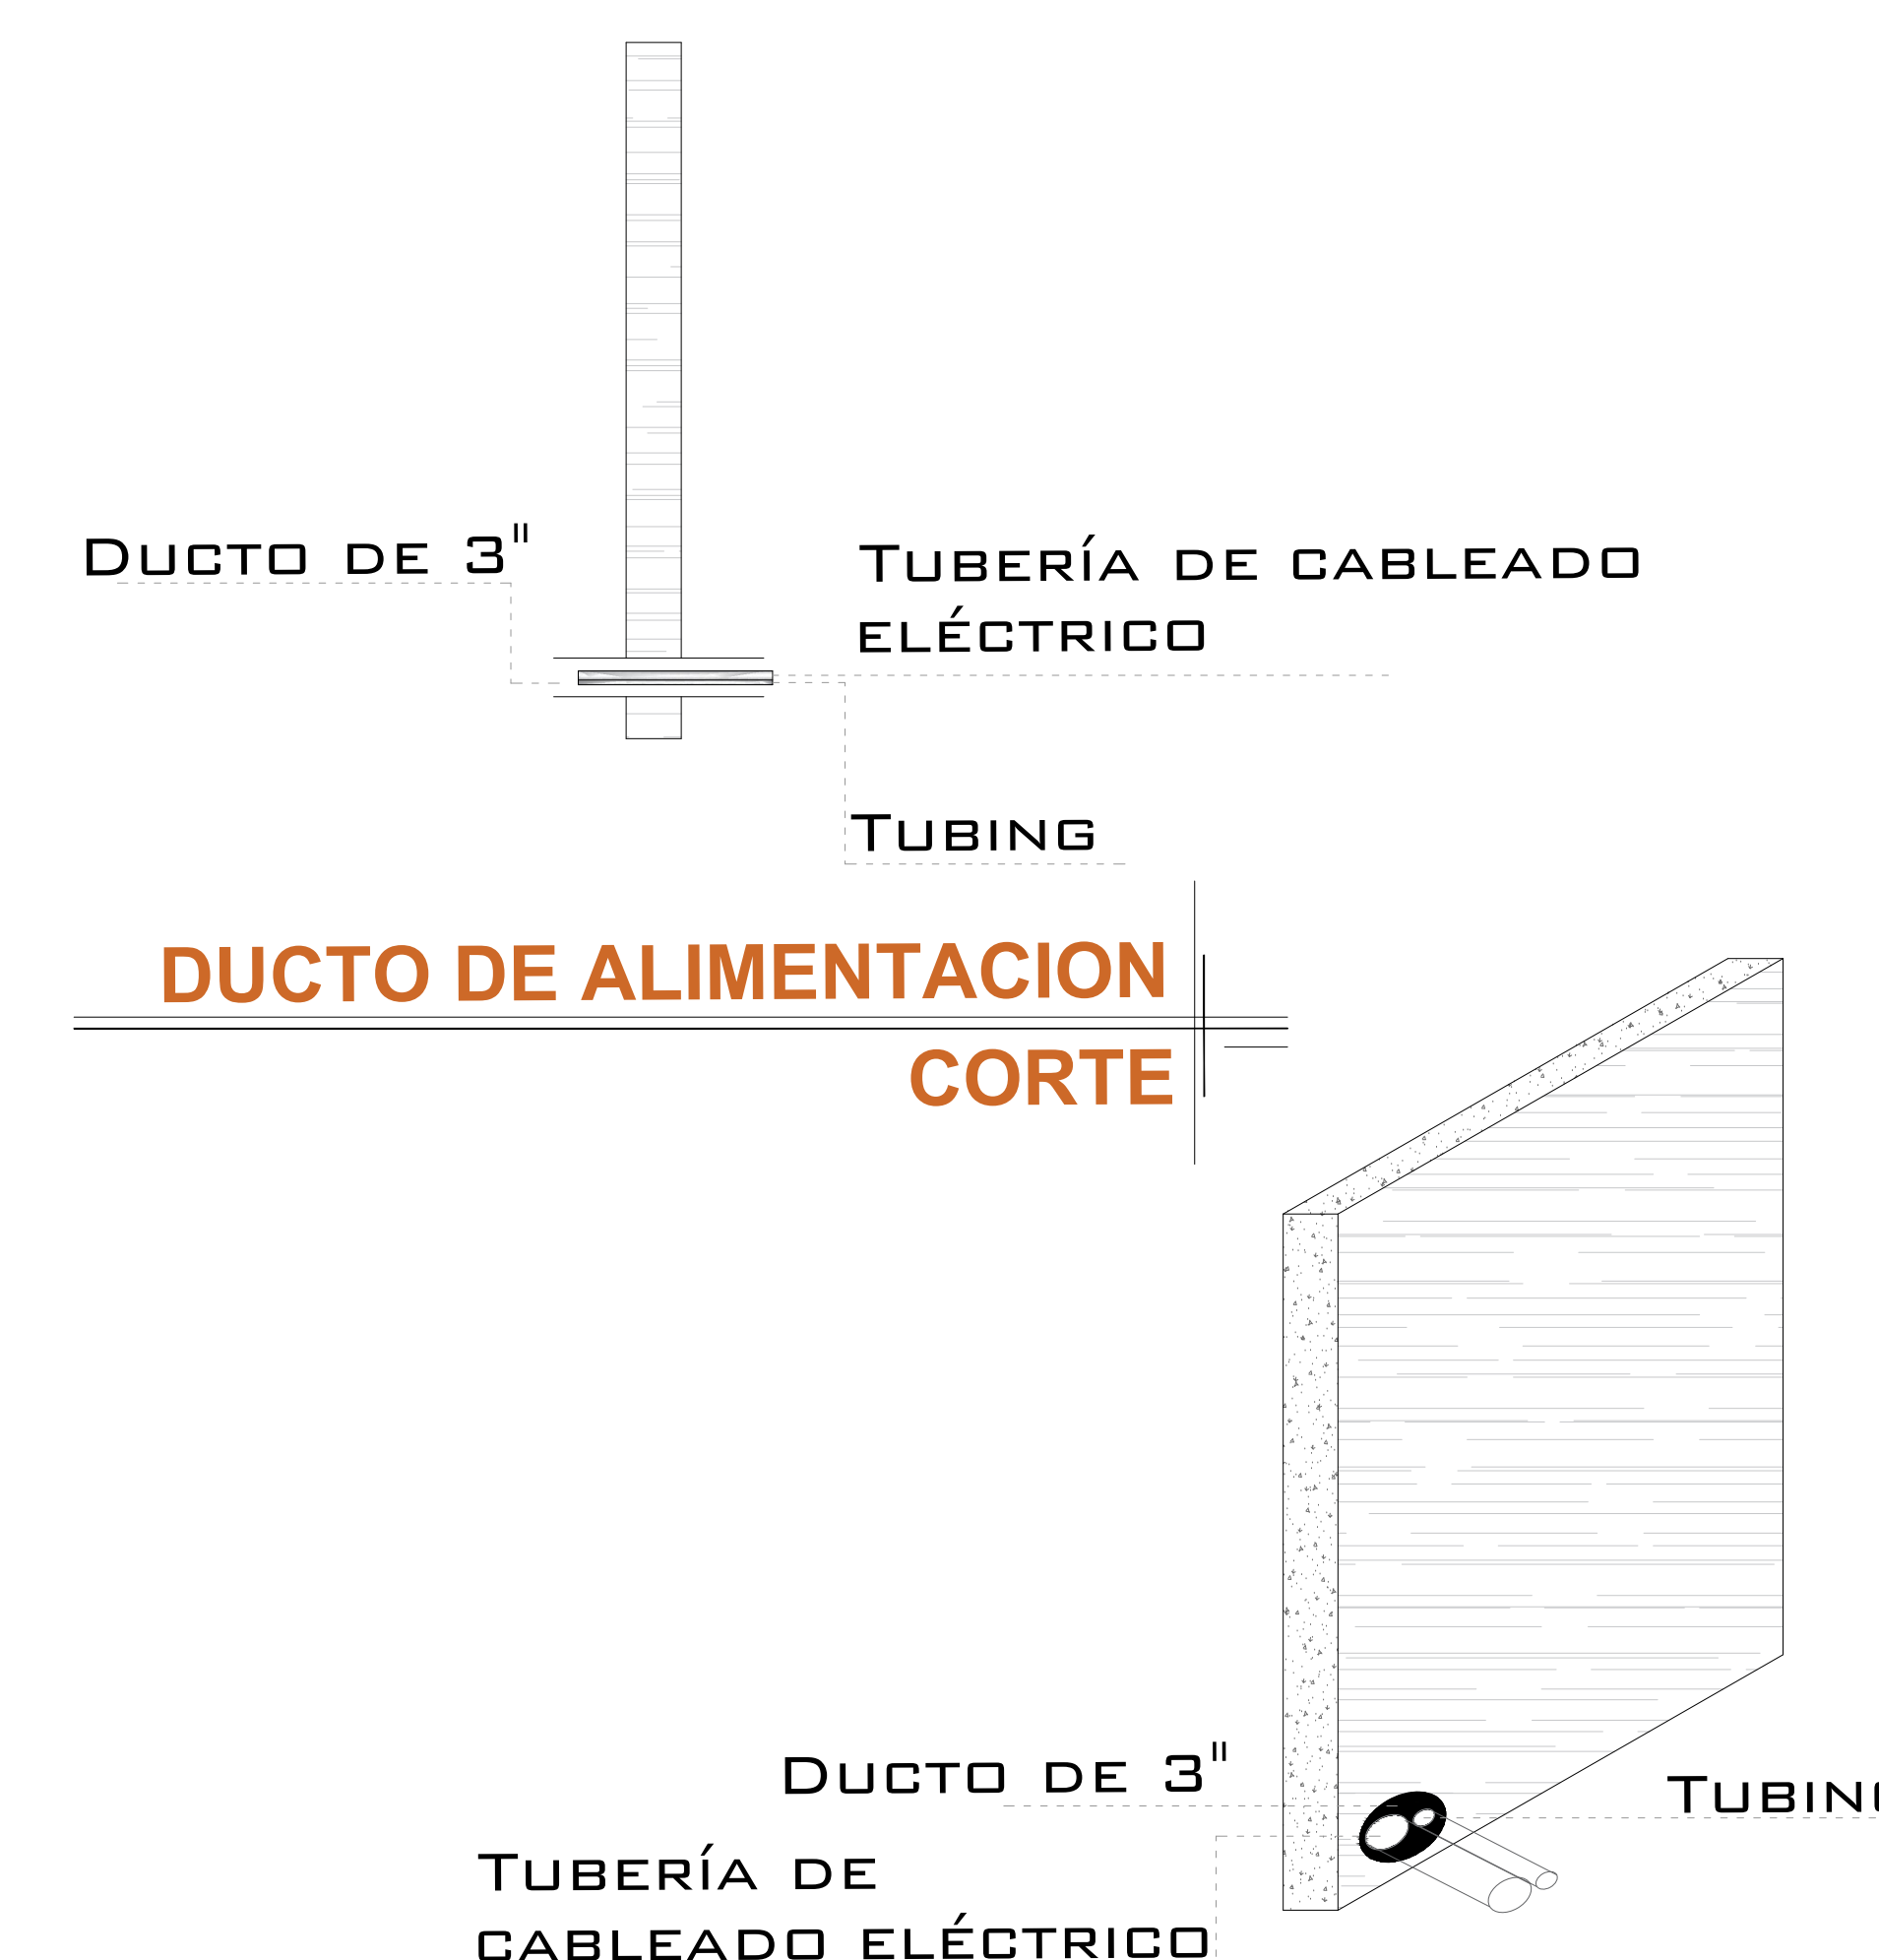 Ducto de 3"
Tubería de cableado
eléctrico
Tubing
DUCTO DE ALIMENTACION
CORTE
Ducto de 3"
Tubería de
cableado eléctrico